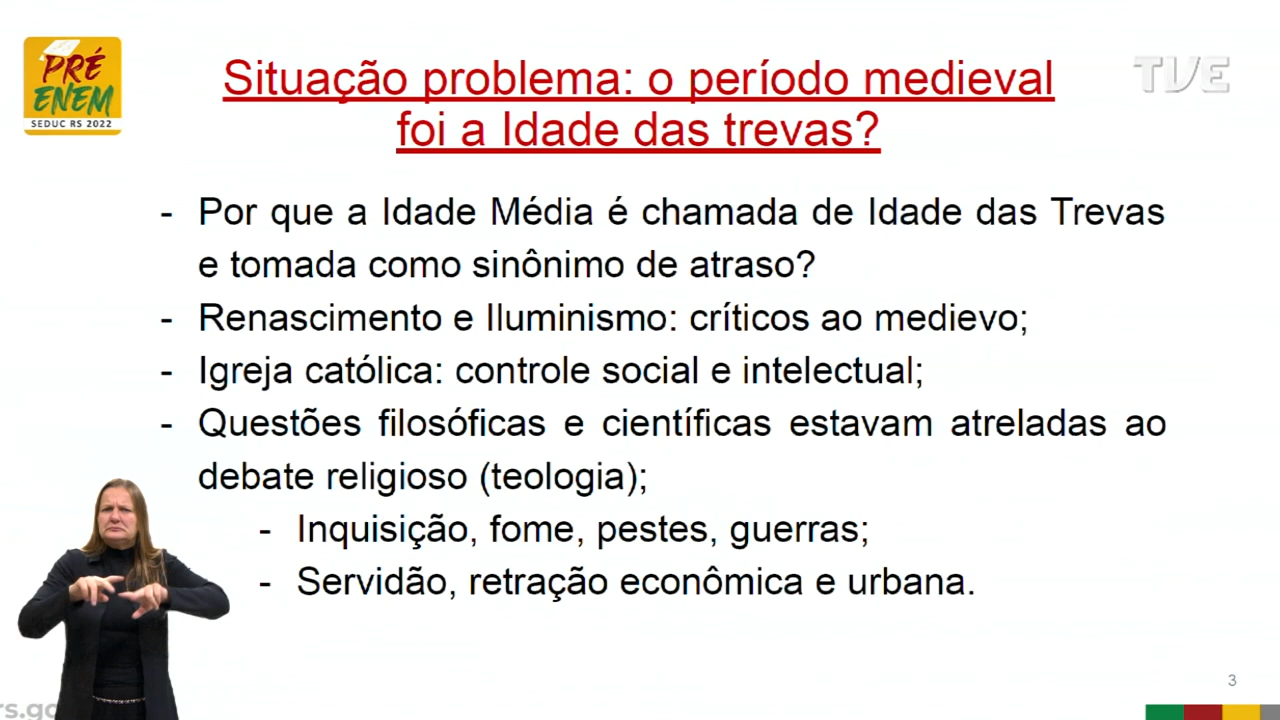 PRÉ
ENEM
SEDUC RS 2022
TVE
Situação problema: o período medieval
foi a Idade das trevas?
- Por que a Idade Média é chamada de Idade das Trevas
e tomada como sinônimo de atraso?
- Renascimento e Iluminismo: críticos ao medievo;
- Igreja católica: controle social e intelectual;
- Questões filosóficas e científicas estavam atreladas ao
debate religioso (teologia);
- Inquisição, fome, pestes, guerras;
- Servidão, retração econômica e urbana.
3